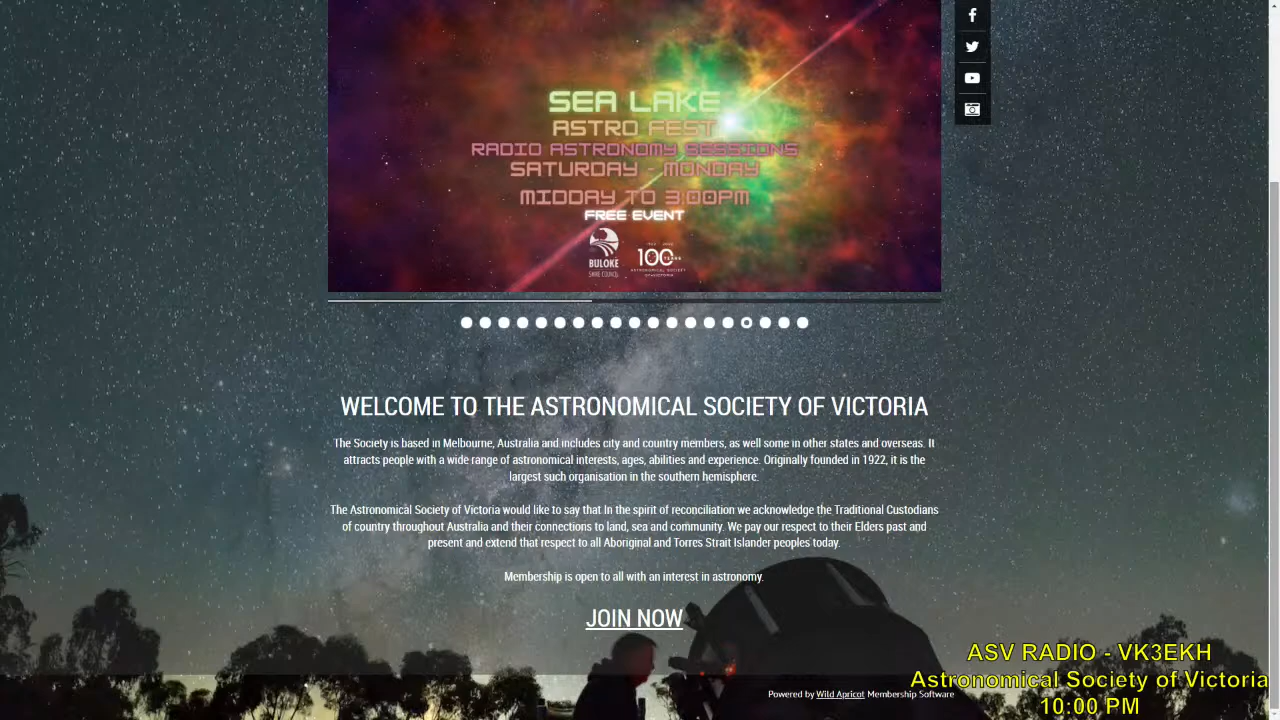 SEA LAKE
ASTRO FEST
RADIO ASTRONOMY SESSIONS
SATURDAY - MONDAY
MIDDAY TO 3:00PM
FREE EVENT
BULOKE
SHIRE COUNCIL
100 YEARS
ASTRONOMICAL SOCIETY
OF VICTORIA
WELCOME TO THE ASTRONOMICAL SOCIETY OF VICTORIA
The Society is based in Melbourne, Australia and includes city and country members, as well some in other states and overseas. It
attracts people with a wide range of astronomical interests, ages, abilities and experience. Originally founded in 1922, it is the
largest such organisation in the southern hemisphere.
The Astronomical Society of Victoria would like to say that In the spirit of reconciliation we acknowledge the Traditional Custodians
of country throughout Australia and their connections to land, sea and community. We pay our respect to their Elders past and
present and extend that respect to all Aboriginal and Torres Strait Islander peoples today.
Membership is open to all with an interest in astronomy.
JOIN NOW
Powered by Wild Apricot Membership Software
ASV RADIO - VK3EKH
Astronomical Society of Victoria
10:00 PM